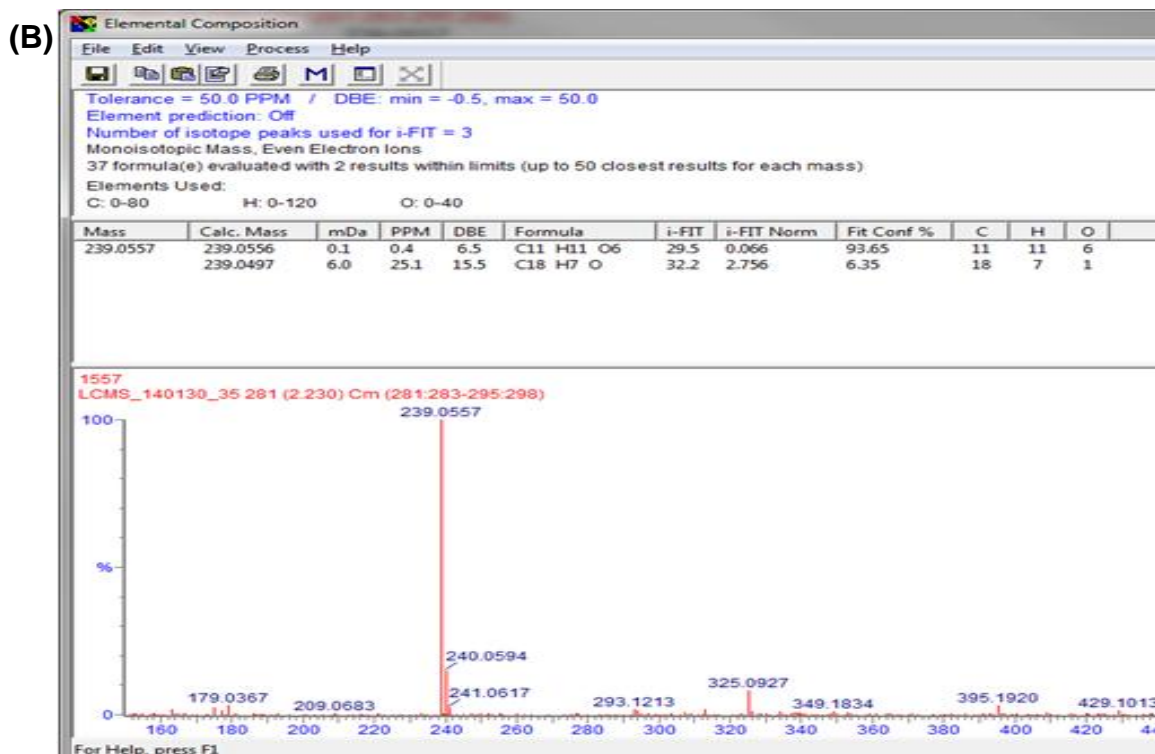 (B)
Elemental Composition
File Edit View Process Help
M
Tolerance = 50.0 PPM / DBE: min = -0.5, max = 50.0
Element prediction: Off
Number of isotope peaks used for i-FIT = 3
Monoisotopic Mass, Even Electron Ions
37 formula(e) evaluated with 2 results within limits (up to 50 closest results for each mass)
Elements Used:
C: 0-80 H: 0-120 O: 0-40
Mass Calc. Mass mDa PPM DBE Formula i-FIT i-FIT Norm Fit Conf % C H O
239.0557 239.0556 0.1 0.4 6.5 C11 H11 O6 29.5 0.066 93.65 11 11 6
239.0497 6.0 25.1 15.5 C18 H7 O 32.2 2.756 6.35 18 7 1
1557
LCMS_140130_35 281 (2.230) Cm (281:283-295:298)
239.0557
100
%
240.0594
325.0927
179.0367 209.0683 241.0617 293.1213 349.1834 395.1920 429.1013
0
160 180 200 220 240 260 280 300 320 340 360 380 400 420 44
For Help, press F1